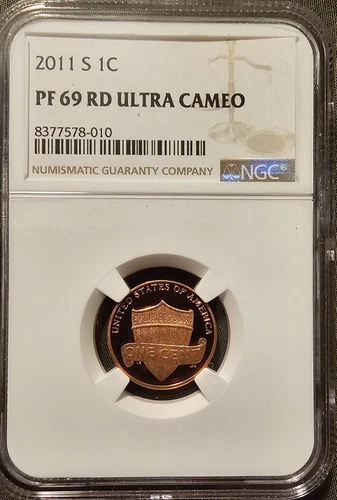 2011 S 1C
PF 69 RD ULTRA CAMEO
8377578-010
NUMISMATIC GUARANTY COMPANY
NGC®
UNITED STATES OF AMERICA
ONE CENT